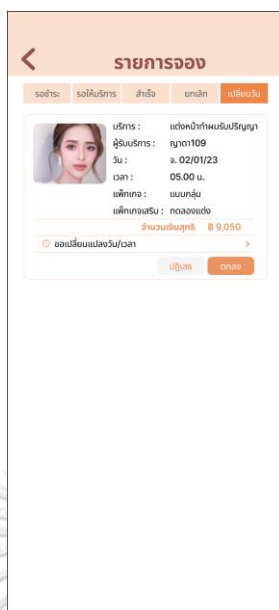 รายการจอง
รอชำระ รอให้บริการ สำเร็จ ยกเลิก เปลี่ยนวัน
บริการ : แต่งหน้าทำผมรับปริญญา
ผู้รับบริการ : ญาดา109
วัน : จ. 02/01/23
เวลา : 05.00 น.
แพ็กเกจ : แบบกลุ่ม
แพ็กเกจเสริม : ทดลองแต่ง
จำนวนเงินสุทธิ ฿ 9,050
ขอเปลี่ยนแปลงวัน/เวลา >
ปฏิเสธ ตกลง